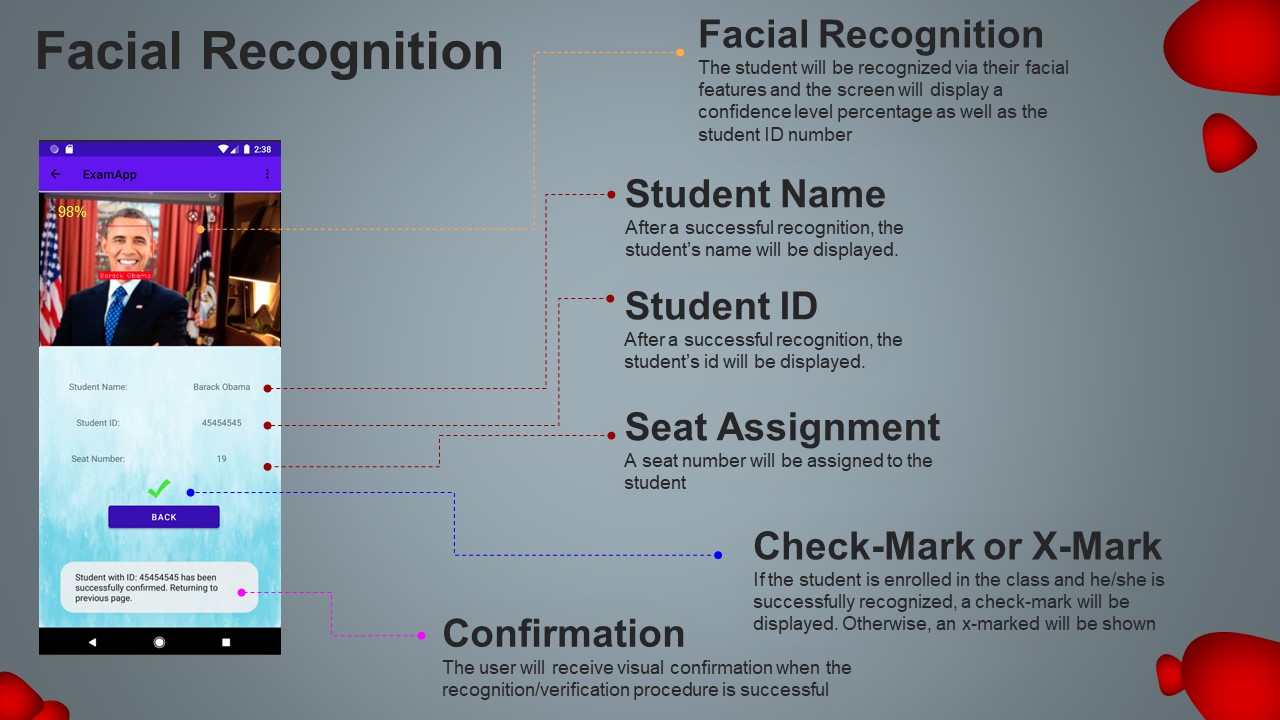 Facial Recognition
Facial Recognition
The student will be recognized via their facial
features and the screen will display a
confidence level percentage as well as the
student ID number
2:38
ExamApp
98%
Barack Obama
Student Name
After a successful recognition, the
student's name will be displayed.
Student ID
After a successful recognition, the
student's id will be displayed.
Student Name: Barack Obama
Student ID: 45454545
Seat Number: 19
BACK
Student with ID: 45454545 has been
successfully confirmed. Returning to
previous page.
Seat Assignment
A seat number will be assigned to the
student
Check-Mark or X-Mark
If the student is enrolled in the class and he/she is
successfully recognized, a check-mark will be
displayed. Otherwise, an x-marked will be shown
Confirmation
The user will receive visual confirmation when the
recognition/verification procedure is successful